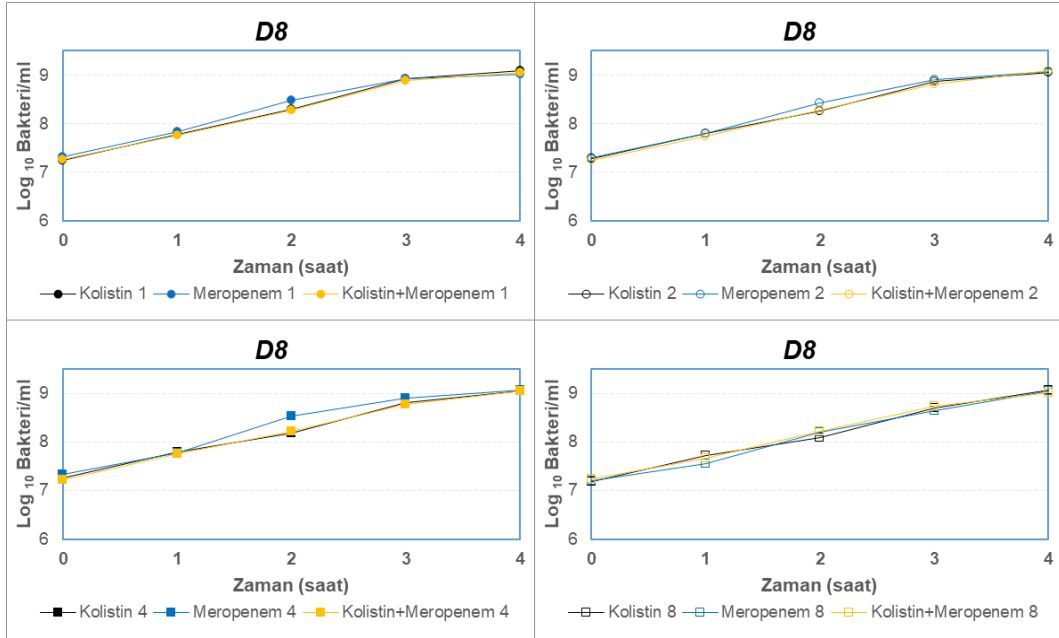 D8
9
8
7
6
Log 10 Bakteri/ml
0 1 2 3 4
Zaman (saat)
Kolistin 1 Meropenem 1 Kolistin+Meropenem 1
D8
9
8
7
6
Log 10 Bakteri/ml
0 1 2 3 4
Zaman (saat)
Kolistin 2 Meropenem 2 Kolistin+Meropenem 2
D8
9
8
7
6
Log 10 Bakteri/ml
0 1 2 3 4
Zaman (saat)
Kolistin 4 Meropenem 4 Kolistin+Meropenem 4
D8
9
8
7
6
Log 10 Bakteri/ml
0 1 2 3 4
Zaman (saat)
Kolistin 8 Meropenem 8 Kolistin+Meropenem 8